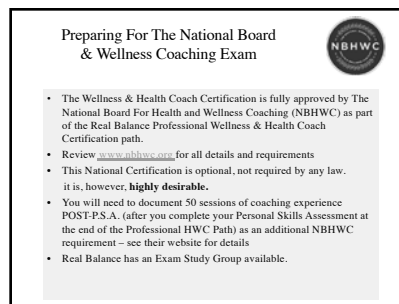 Preparing For The National Board
& Wellness Coaching Exam
NBHWC
• The Wellness & Health Coach Certification is fully approved by The
National Board For Health and Wellness Coaching (NBHWC) as part
of the Real Balance Professional Wellness & Health Coach
Certification path.
• Review www.nbhwc.org for all details and requirements
• This National Certification is optional, not required by any law.
it is, however, highly desirable.
• You will need to document 50 sessions of coaching experience
POST-P.S.A. (after you complete your Personal Skills Assessment at
the end of the Professional HWC Path) as an additional NBHWC
requirement – see their website for details
• Real Balance has an Exam Study Group available.